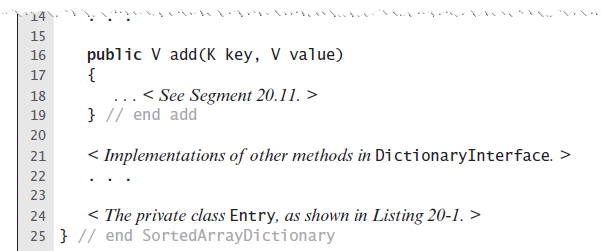 14 . . .
15
16 public V add(K key, V value)
17 {
18 . . . < See Segment 20.11. >
19 } // end add
20
21 < Implementations of other methods in DictionaryInterface. >
22 . . .
23
24 < The private class Entry, as shown in Listing 20-1. >
25 } // end SortedArrayDictionary